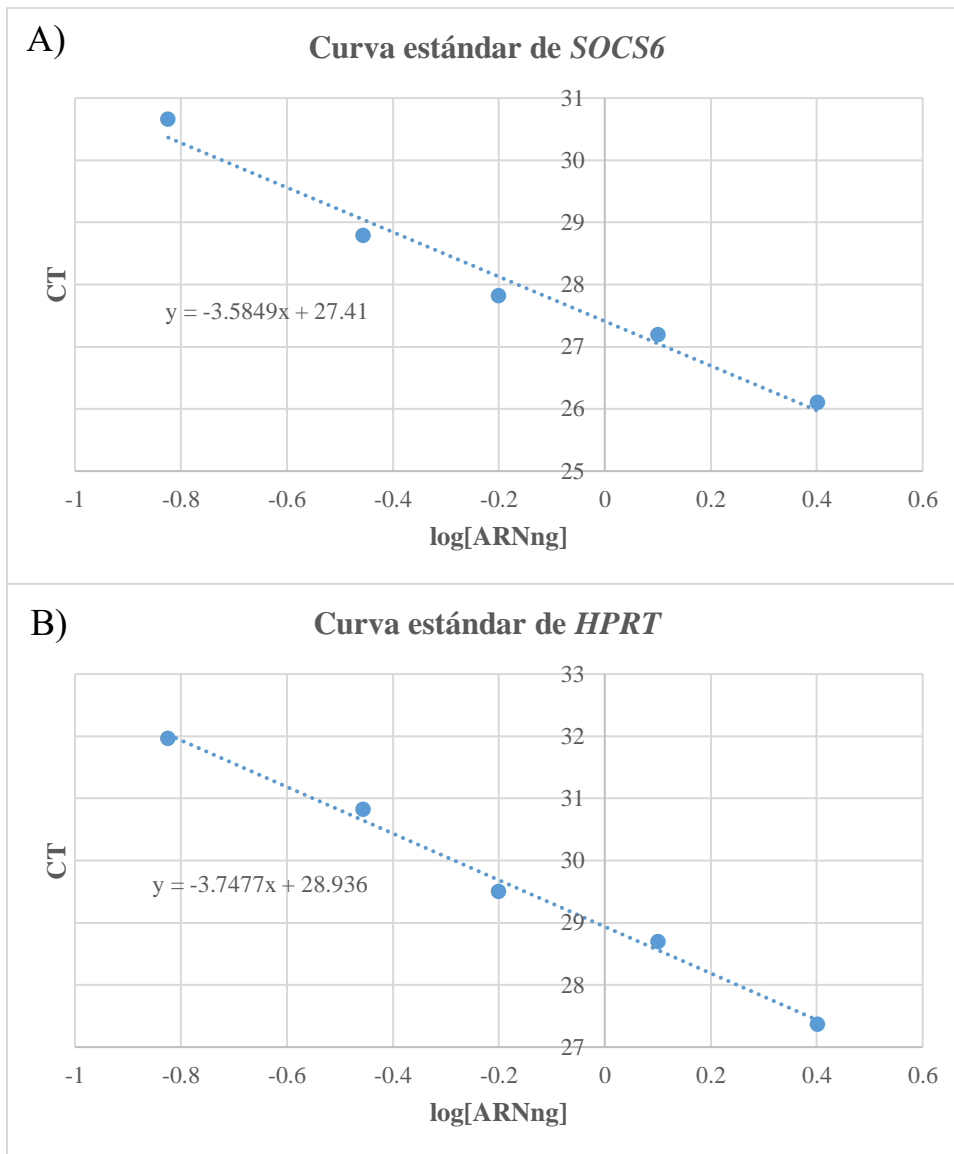 A)
Curva estándar de SOCS6
31
30
29
28
27
26
25
CT
y = -3.5849x + 27.41
-1 -0.8 -0.6 -0.4 -0.2 0 0.2 0.4 0.6
log[ARNng]
B)
Curva estándar de HPRT
33
32
31
30
29
28
27
CT
y = -3.7477x + 28.936
-1 -0.8 -0.6 -0.4 -0.2 0 0.2 0.4 0.6
log[ARNng]